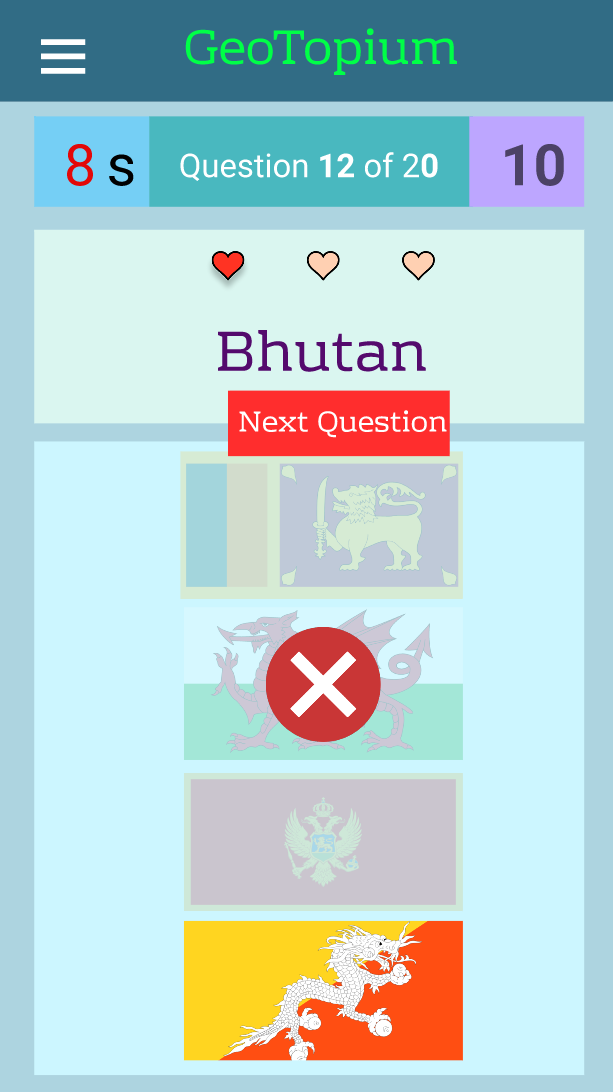 GeoTopium
8 s Question 12 of 20 10
Bhutan
Next Question